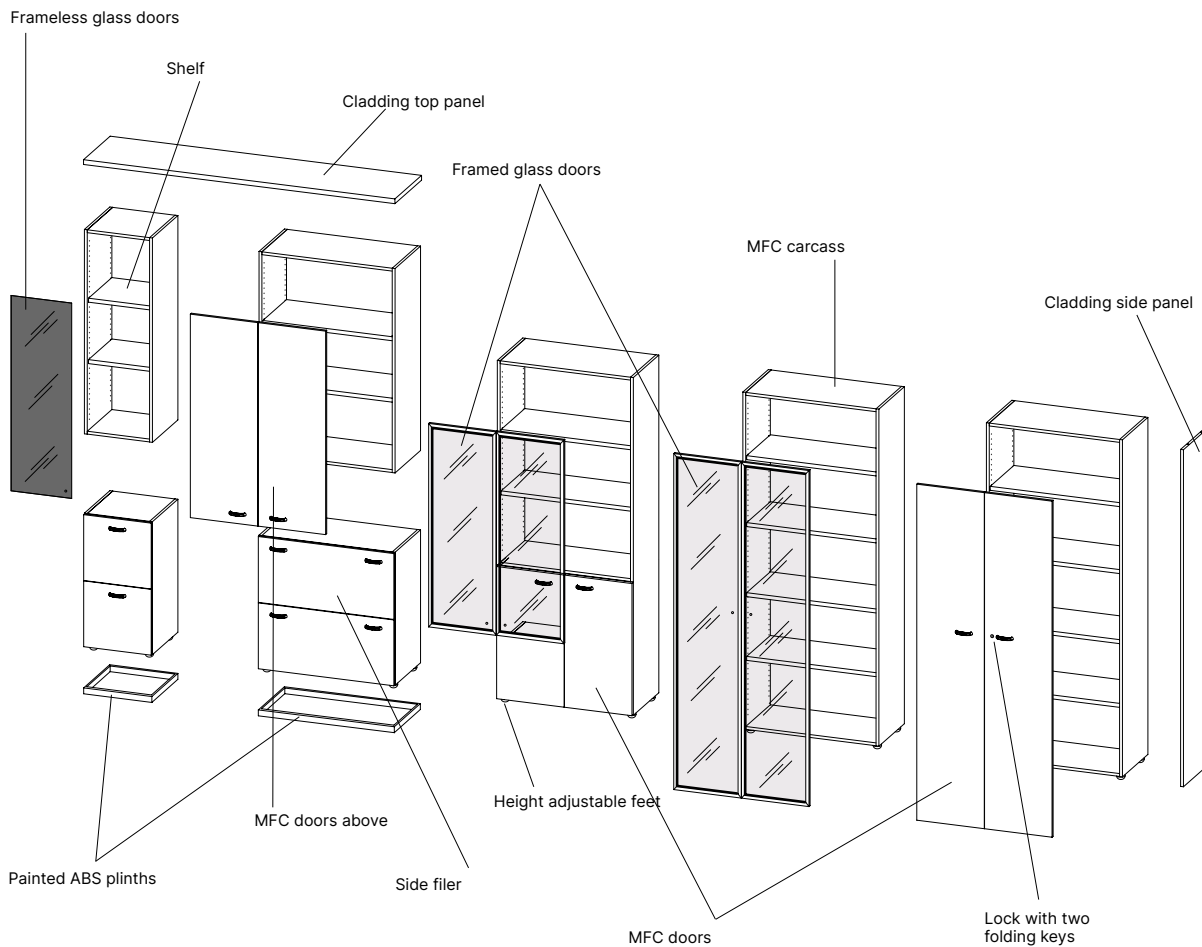 Frameless glass doors
Shelf
Cladding top panel
Framed glass doors
MFC carcass
Cladding side panel
Height adjustable feet
MFC doors above
Painted ABS plinths
Side filer
Lock with two
folding keys
MFC doors